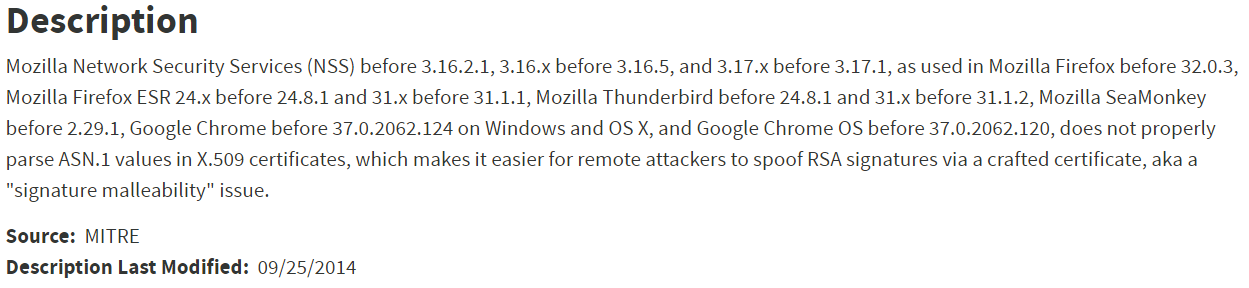 Description
Mozilla Network Security Services (NSS) before 3.16.2.1, 3.16.x before 3.16.5, and 3.17.x before 3.17.1, as used in Mozilla Firefox before 32.0.3,
Mozilla Firefox ESR 24.x before 24.8.1 and 31.x before 31.1.1, Mozilla Thunderbird before 24.8.1 and 31.x before 31.1.2, Mozilla SeaMonkey
before 2.29.1, Google Chrome before 37.0.2062.124 on Windows and OS X, and Google Chrome OS before 37.0.2062.120, does not properly
parse ASN.1 values in X.509 certificates, which makes it easier for remote attackers to spoof RSA signatures via a crafted certificate, aka a
"signature malleability" issue.
Source: MITRE
Description Last Modified: 09/25/2014